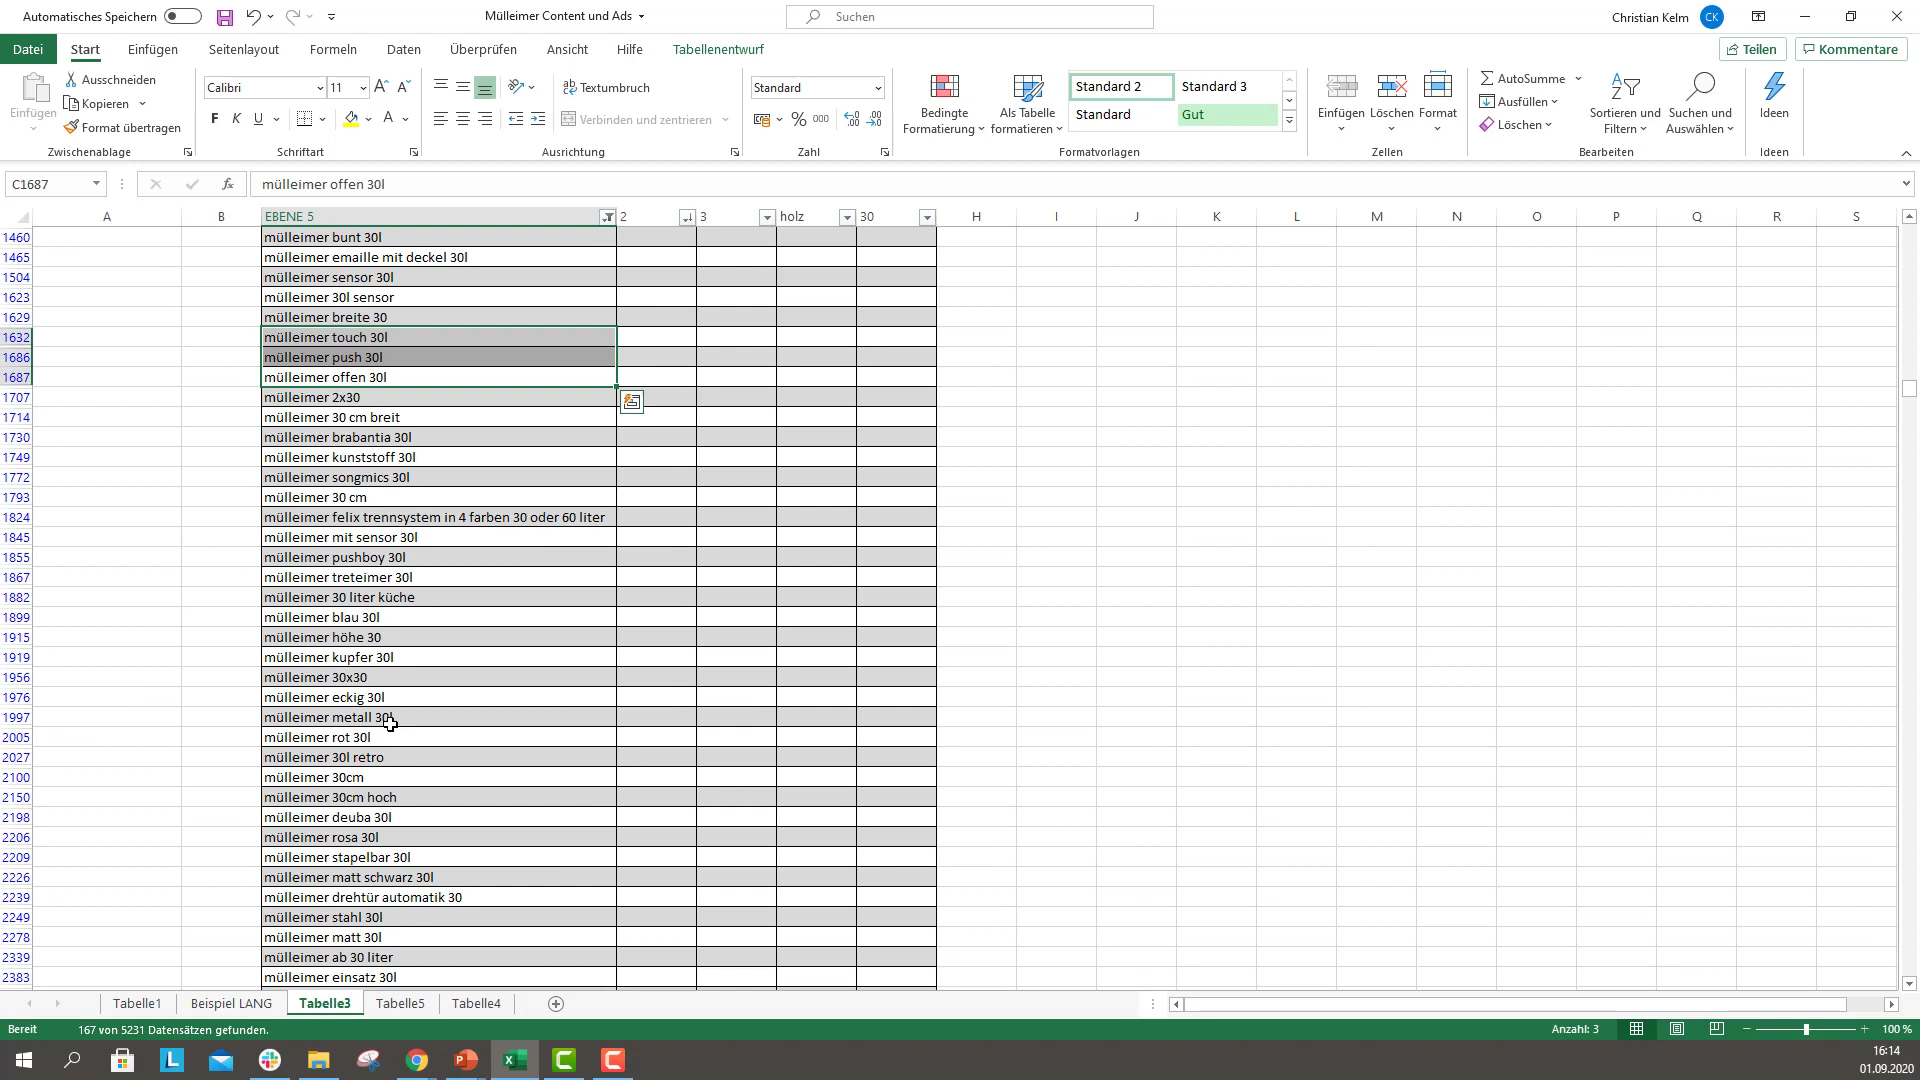 Automatisches Speichern
Mülleimer Content und Ads
Suchen
Christian Kelm
CK
Datei
Start
Einfügen
Seitenlayout
Formeln
Daten
Überprüfen
Ansicht
Hilfe
Tabellenentwurf
Teilen
Kommentare
Einfügen
Ausschneiden
Kopieren
Format übertragen
Zwischenablage
Calibri
11
F K U
Schriftart
Textumbruch
Verbinden und zentrieren
Ausrichtung
Standard
% 000
Zahl
Bedingte Formatierung
Als Tabelle formatieren
Standard 2
Standard 3
Standard
Gut
Formatvorlagen
Einfügen
Löschen
Format
Zellen
AutoSumme
Ausfüllen
Löschen
Sortieren und Filtern
Suchen und Auswählen
Bearbeiten
Ideen
Ideen
C1687
fx
mülleimer offen 30l
A B EBENE 5 2 3 holz 30 H I J K L M N O P Q R S
1460 mülleimer bunt 30l
1465 mülleimer emaille mit deckel 30l
1504 mülleimer sensor 30l
1623 mülleimer 30l sensor
1629 mülleimer breite 30
1632 mülleimer touch 30l
1686 mülleimer push 30l
1687 mülleimer offen 30l
1707 mülleimer 2x30
1714 mülleimer 30 cm breit
1730 mülleimer brabantia 30l
1749 mülleimer kunststoff 30l
1772 mülleimer songmics 30l
1793 mülleimer 30 cm
1824 mülleimer felix trennsystem in 4 farben 30 oder 60 liter
1845 mülleimer mit sensor 30l
1855 mülleimer pushboy 30l
1867 mülleimer treteimer 30l
1882 mülleimer 30 liter küche
1899 mülleimer blau 30l
1915 mülleimer höhe 30
1919 mülleimer kupfer 30l
1956 mülleimer 30x30
1976 mülleimer eckig 30l
1997 mülleimer metall 30l
2005 mülleimer rot 30l
2027 mülleimer 30l retro
2100 mülleimer 30cm
2150 mülleimer 30cm hoch
2198 mülleimer deuba 30l
2206 mülleimer rosa 30l
2209 mülleimer stapelbar 30l
2226 mülleimer matt schwarz 30l
2239 mülleimer drehtür automatik 30
2249 mülleimer stahl 30l
2278 mülleimer matt 30l
2339 mülleimer ab 30 liter
2383 mülleimer einsatz 30l
Tabelle1
Beispiel LANG
Tabelle3
Tabelle5
Tabelle4
Bereit
167 von 5231 Datensätzen gefunden.
Anzahl: 3
100 %
16:14
01.09.2020